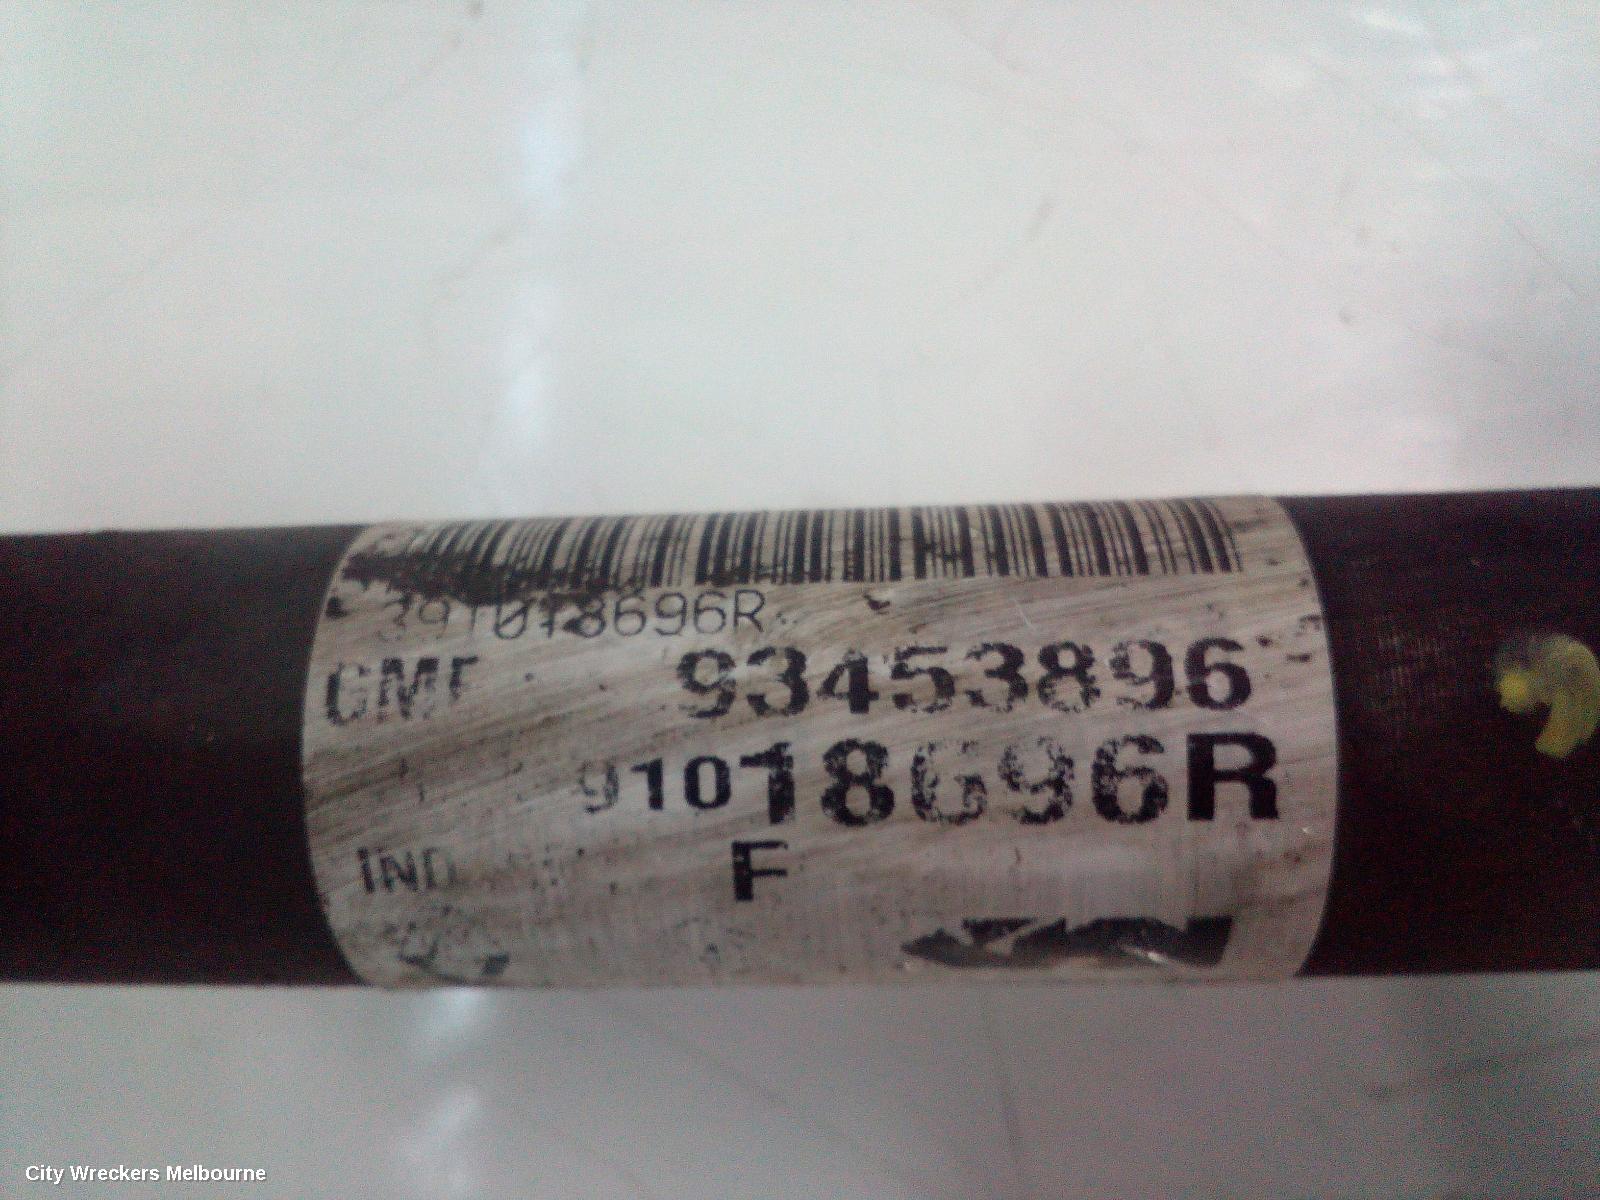 391018696R
GMF 93453896
91018696R
IND F
City Wreckers Melbourne